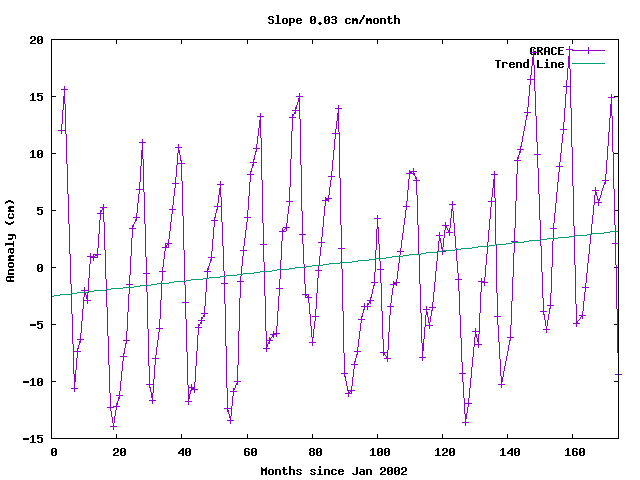 Slope 0.03 cm/month
GRACE
Trend Line
20
15
10
5
0
-5
-10
-15
Anomaly (cm)
0 20 40 60 80 100 120 140 160
Months since Jan 2002